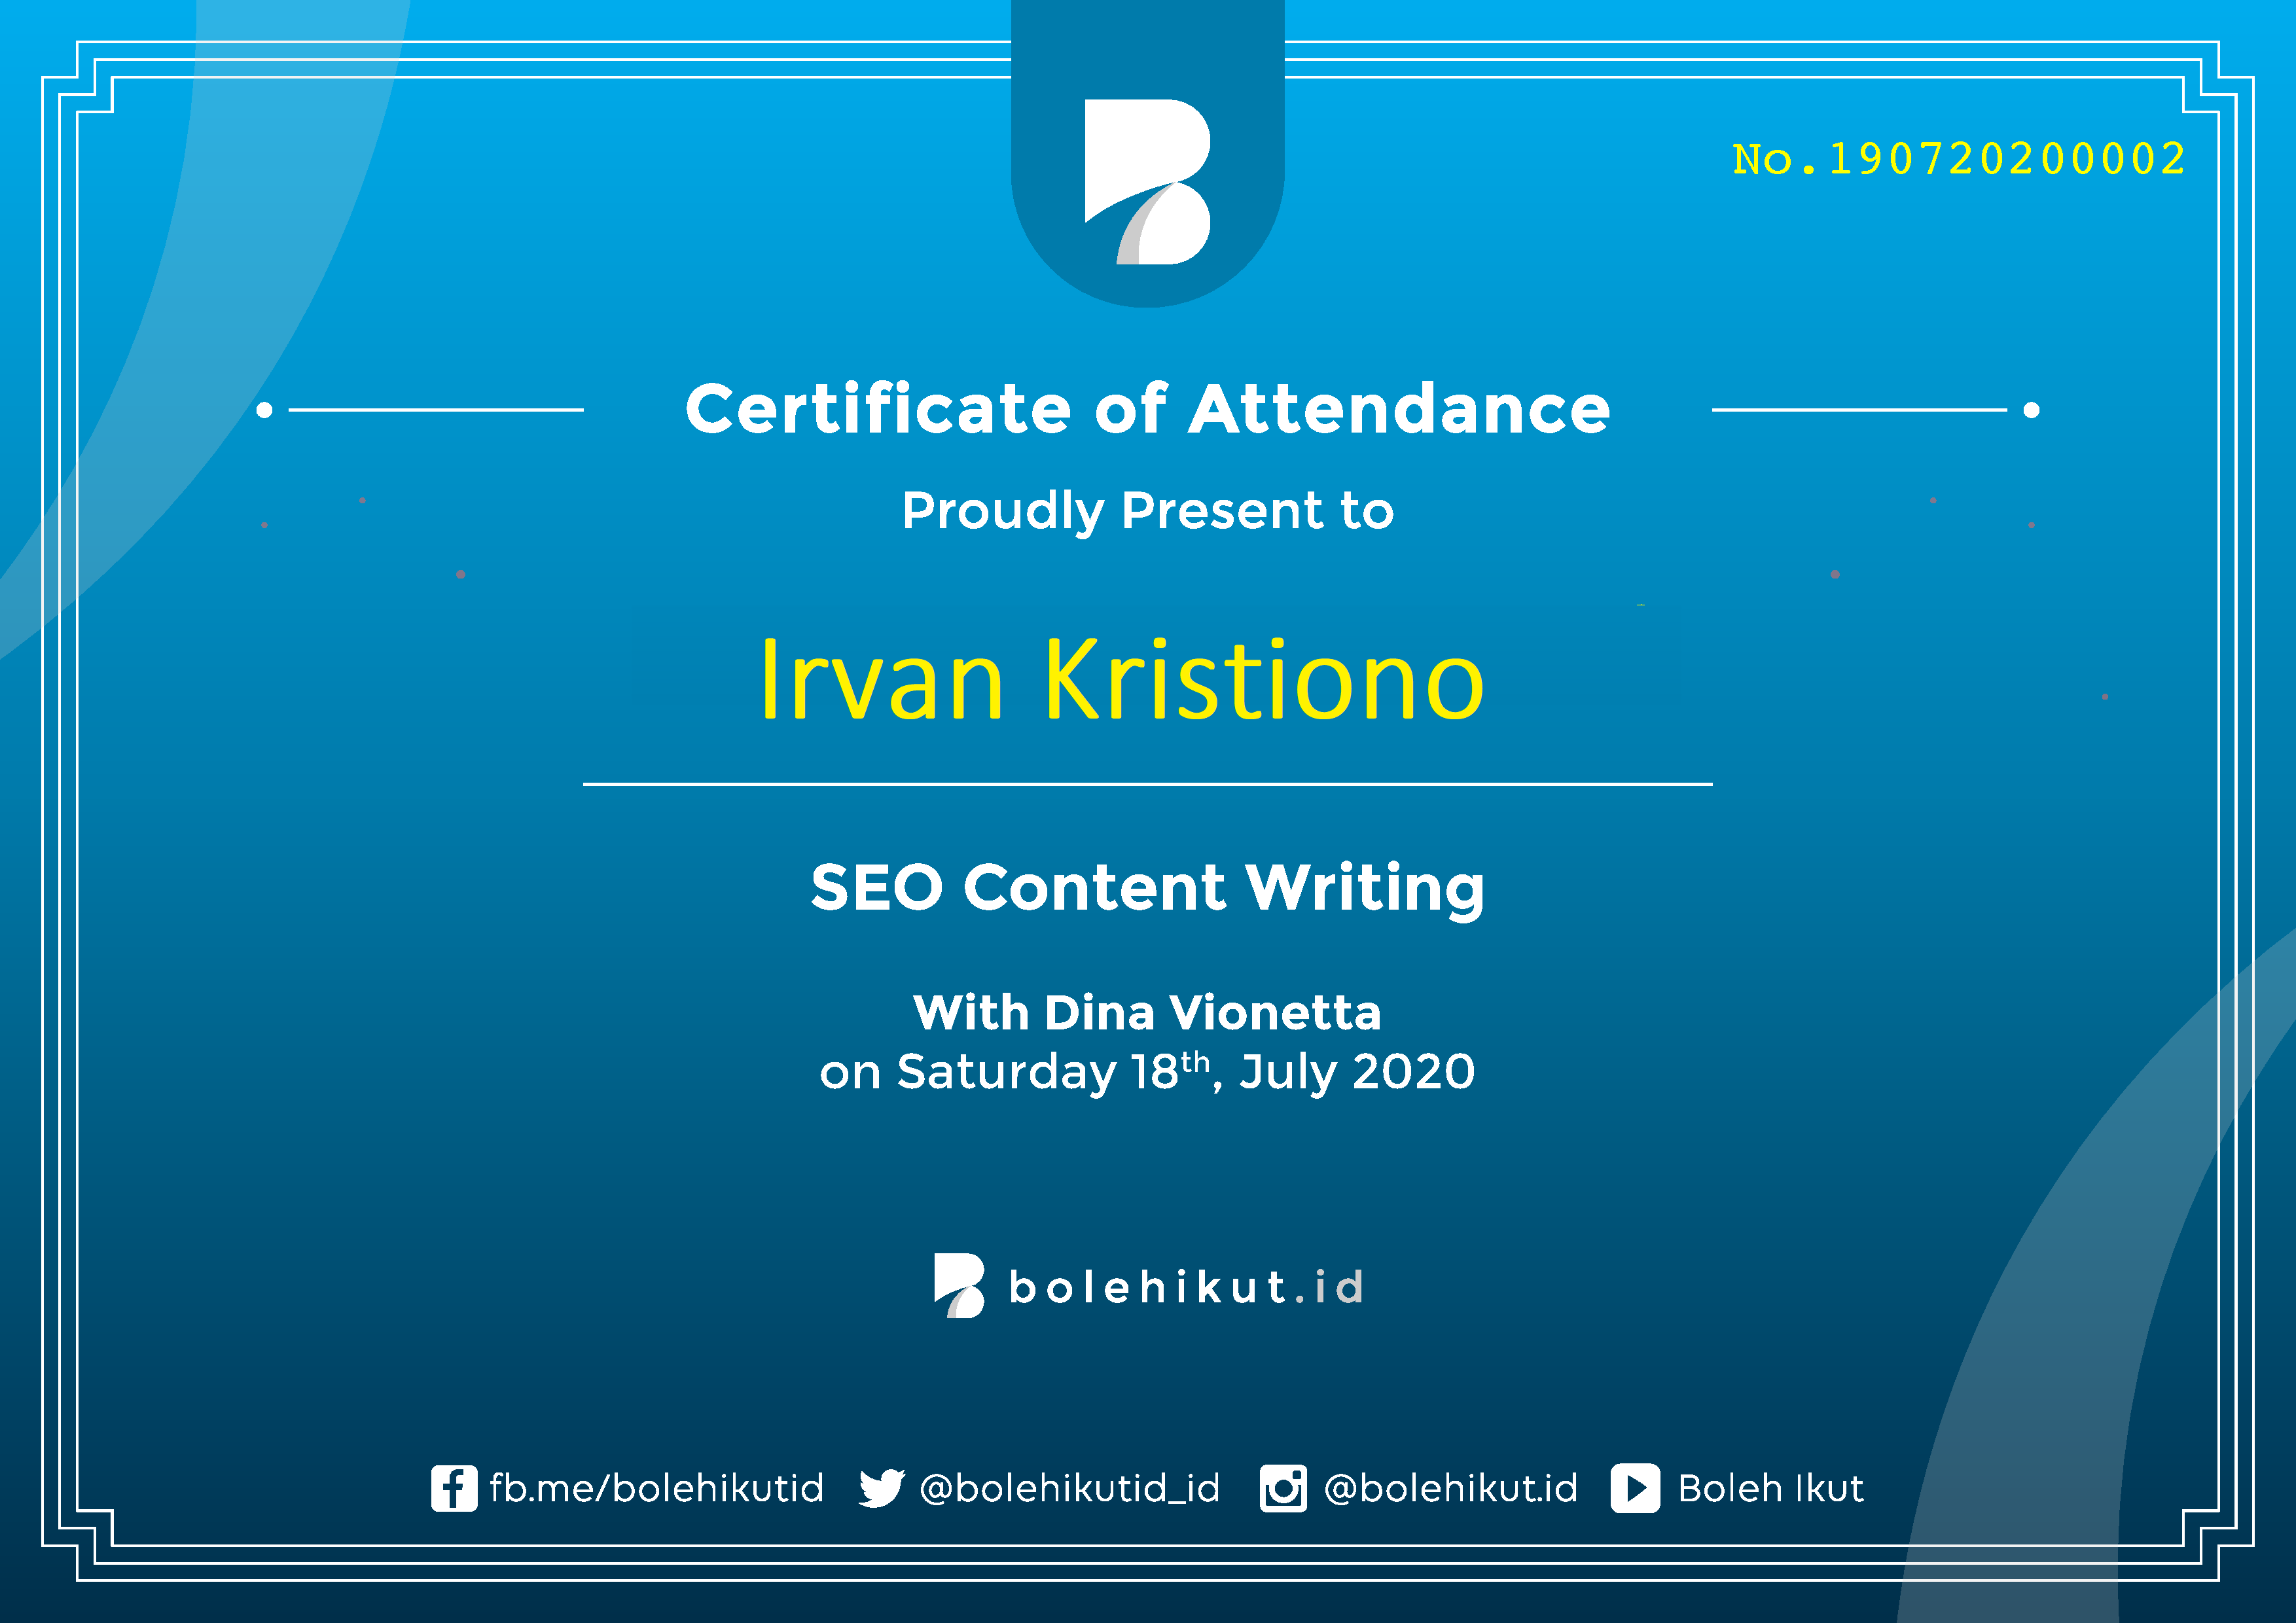 No.190720200002
Certificate of Attendance
Proudly Present to
Irvan Kristiono
SEO Content Writing
With Dina Vionetta
on Saturday 18th, July 2020
bolehikut.id
fb.me/bolehikutid @bolehikutid_id @bolehikut.id Boleh Ikut